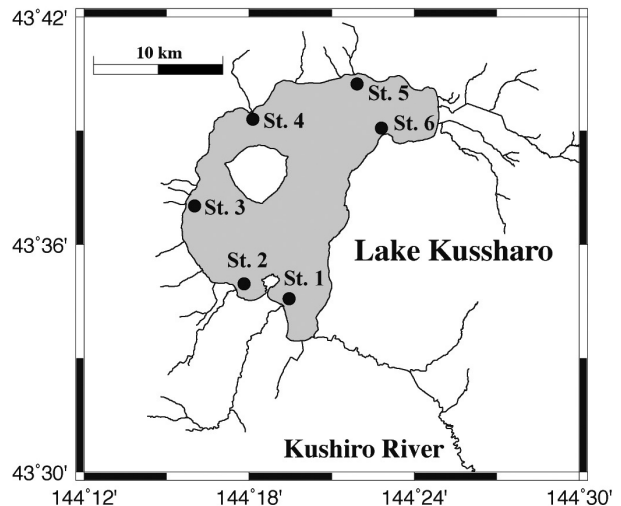 43°42'
10 km
St. 5
St. 4
St. 6
St. 3
43°36'
Lake Kussharo
St. 2
St. 1
Kushiro River
43°30'
144°12'
144°18'
144°24'
144°30'